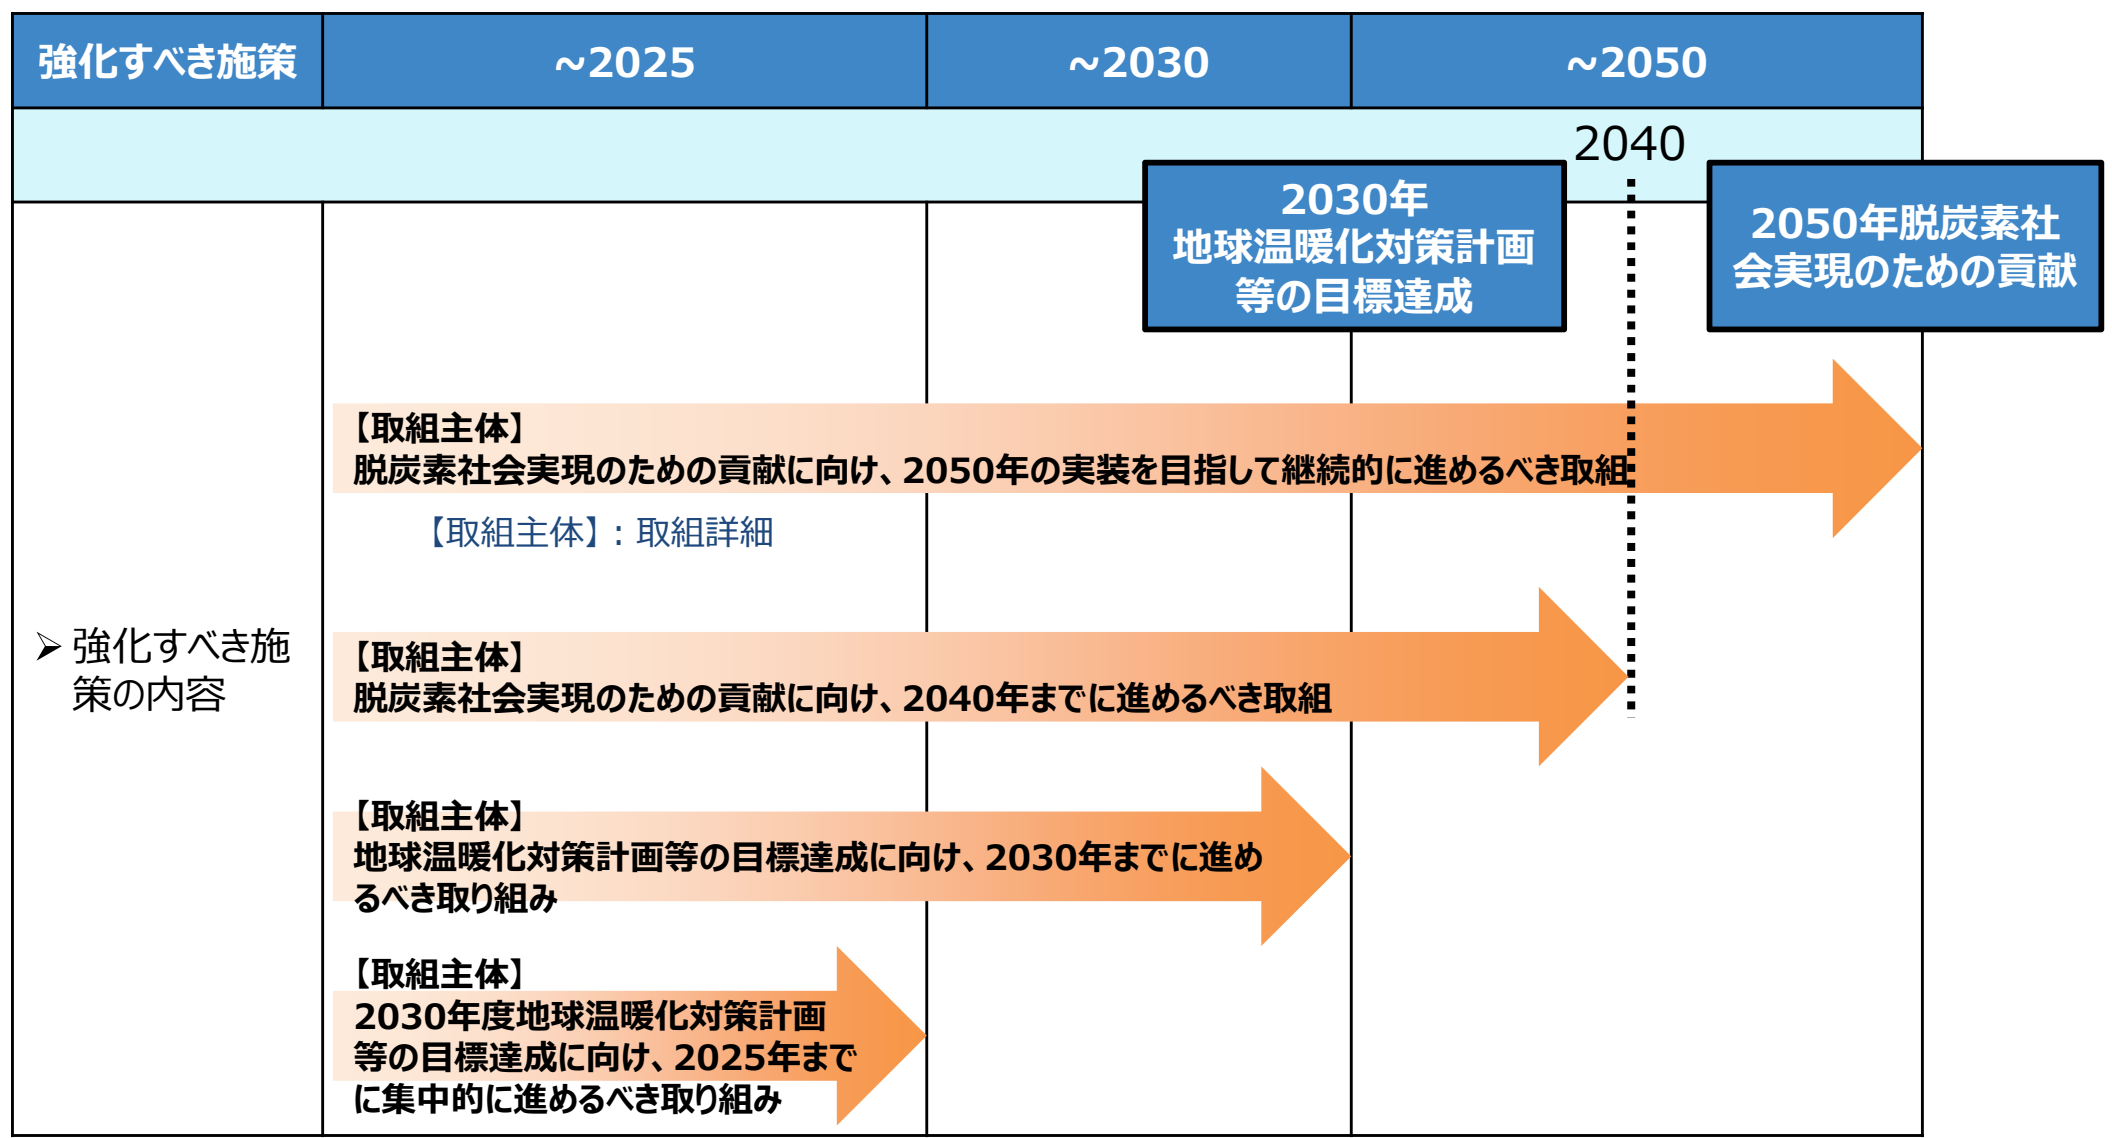 強化すべき施策
~2025
~2030
~2050
2040
2030年
地球温暖化対策計画
等の目標達成
2050年脱炭素社
会実現のための貢献
【取組主体】
脱炭素社会実現のための貢献に向け、2050年の実装を目指して継続的に進めるべき取組
【取組主体】：取組詳細
➢ 強化すべき施
策の内容
【取組主体】
脱炭素社会実現のための貢献に向け、2040年までに進めるべき取組
【取組主体】
地球温暖化対策計画等の目標達成に向け、2030年までに進め
るべき取り組み
【取組主体】
2030年度地球温暖化対策計画
等の目標達成に向け、2025年まで
に集中的に進めるべき取り組み